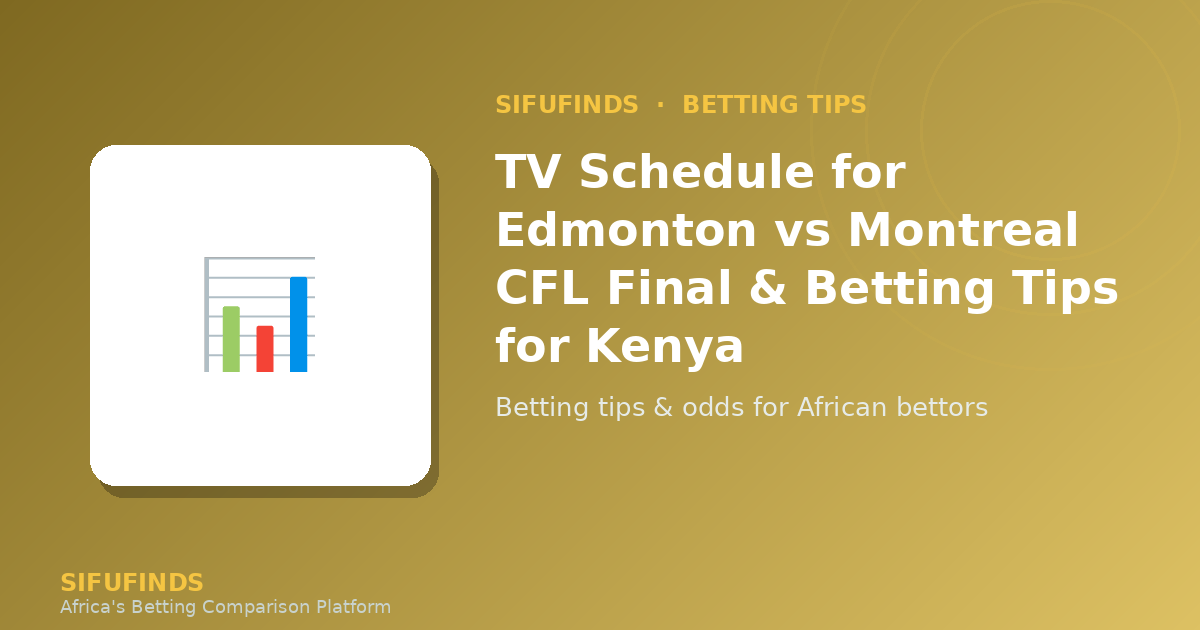 SIFUFINDS · BETTING TIPS
TV Schedule for
Edmonton vs Montreal
CFL Final & Betting Tips
for Kenya
Betting tips & odds for African bettors
SIFUFINDS
Africa's Betting Comparison Platform